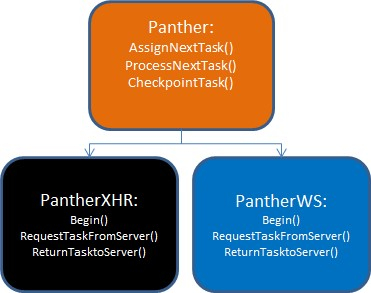 Panther:
AssignNextTask()
ProcessNextTask()
CheckpointTask()
PantherXHR:
Begin()
RequestTaskFromServer()
ReturnTasktoServer()
PantherWS:
Begin()
RequestTaskFromServer()
ReturnTasktoServer()